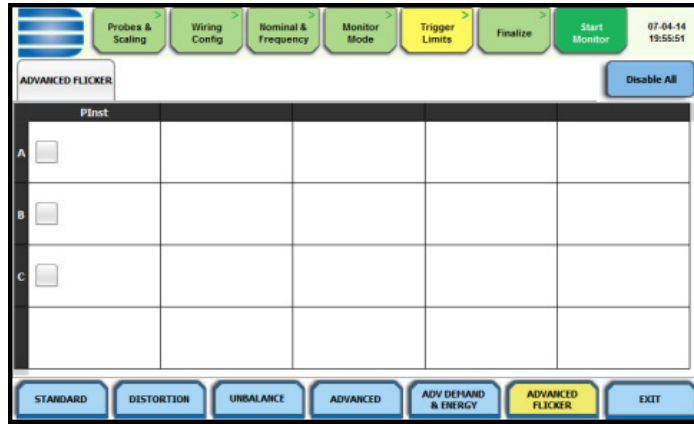 Probes &
Scaling
Wiring
Config
Nominal &
Frequency
Monitor
Mode
Trigger
Limits
Finalize
Start
Monitor
07-04-14
19:55:51
ADVANCED FLICKER
Disable All
PInst
A
B
C
STANDARD
DISTORTION
UNBALANCE
ADVANCED
ADV DEMAND
& ENERGY
ADVANCED
FLICKER
EXIT